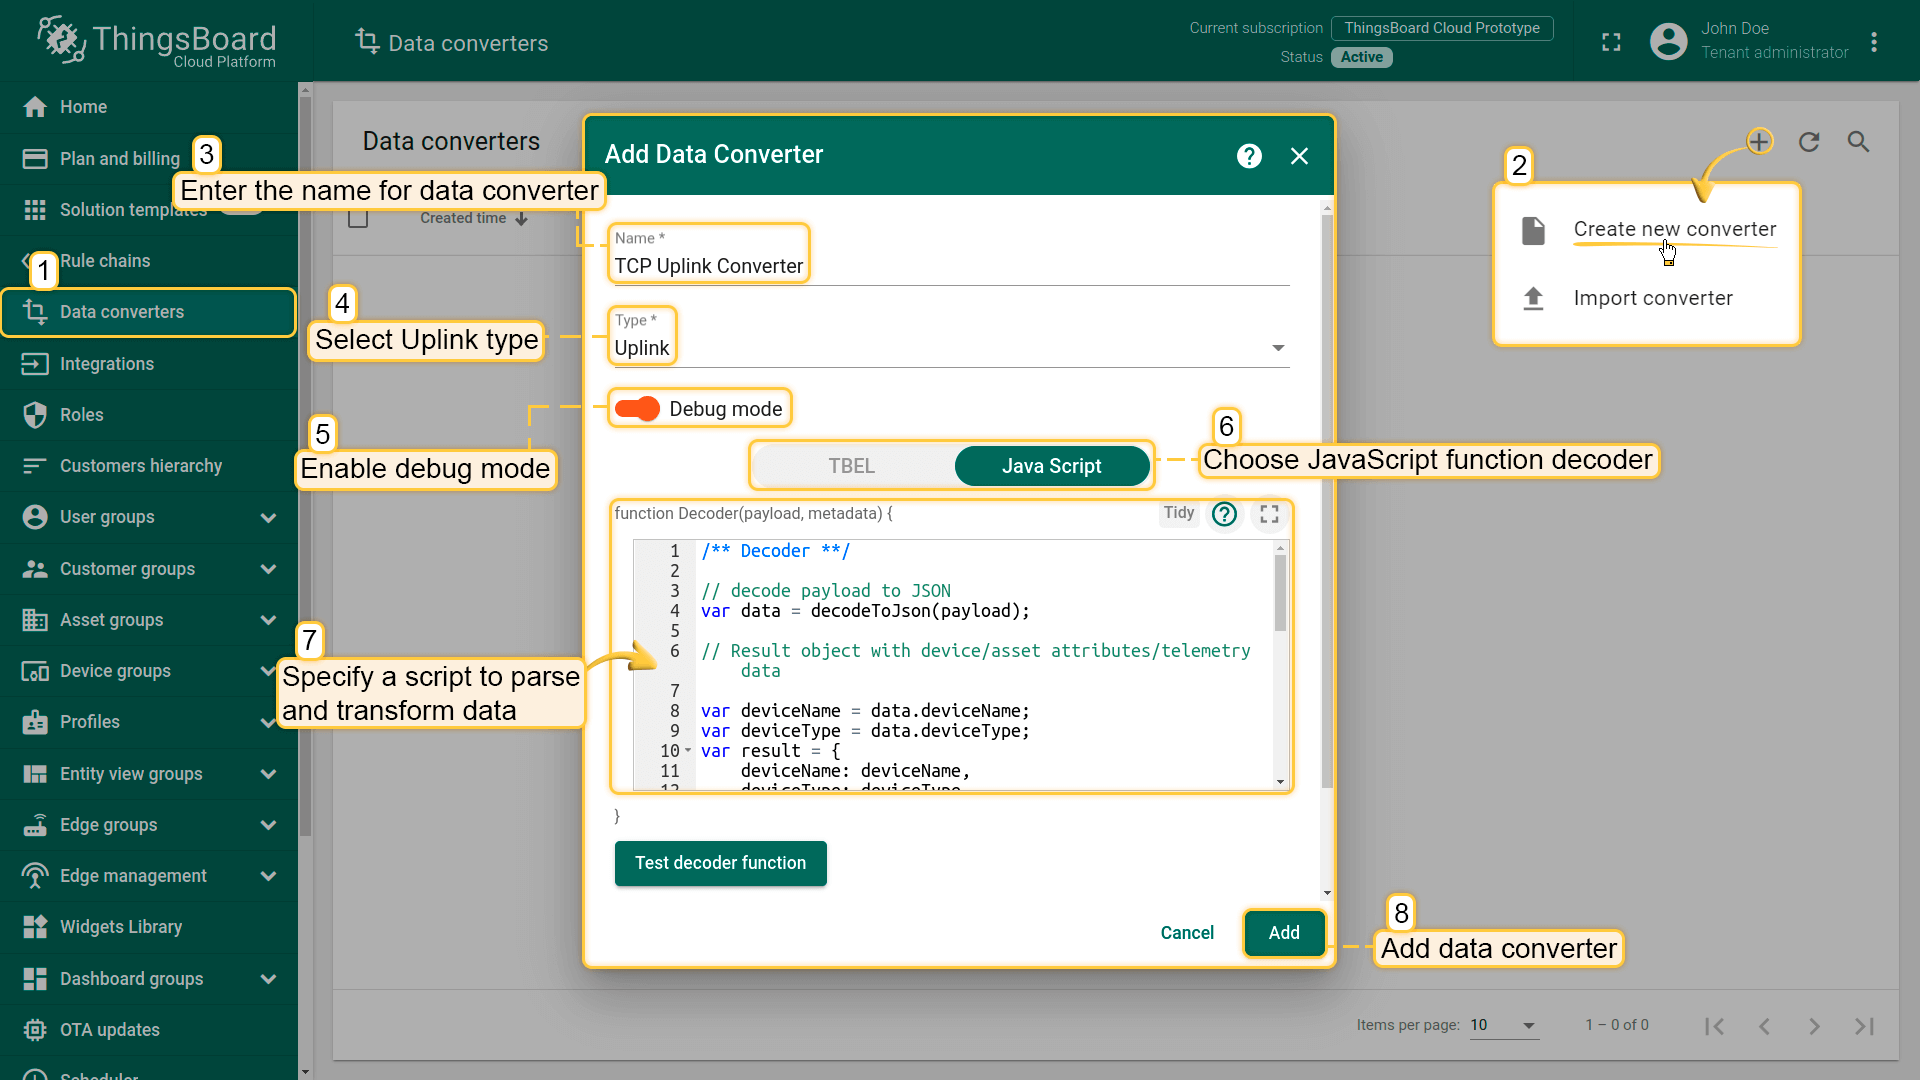 ThingsBoard
Cloud Platform
Data converters
Current subscription ThingsBoard Cloud Prototype
Status Active
John Doe
Tenant administrator
Home
Plan and billing
Solution templates
Rule chains
Data converters
Integrations
Roles
Customers hierarchy
User groups
Customer groups
Asset groups
Device groups
Profiles
Entity view groups
Edge groups
Edge management
Widgets Library
Dashboard groups
OTA updates
Scheduler
Data converters
Created time
1
2
Create new converter
Import converter
3
Enter the name for data converter
4
Select Uplink type
5
Enable debug mode
6
Choose JavaScript function decoder
7
Specify a script to parse
and transform data
8
Add data converter
Add Data Converter
Name *
TCP Uplink Converter
Type *
Uplink
Debug mode
TBEL Java Script
function Decoder(payload, metadata) {
Tidy
1 /** Decoder **/
2
3 // decode payload to JSON
4 var data = decodeToJson(payload);
5
6 // Result object with device/asset attributes/telemetry
data
7
8 var deviceName = data.deviceName;
9 var deviceType = data.deviceType;
10 var result = {
11 deviceName: deviceName,
12 deviceType: deviceType,
}
Test decoder function
Cancel Add
Items per page: 10 1 – 0 of 0